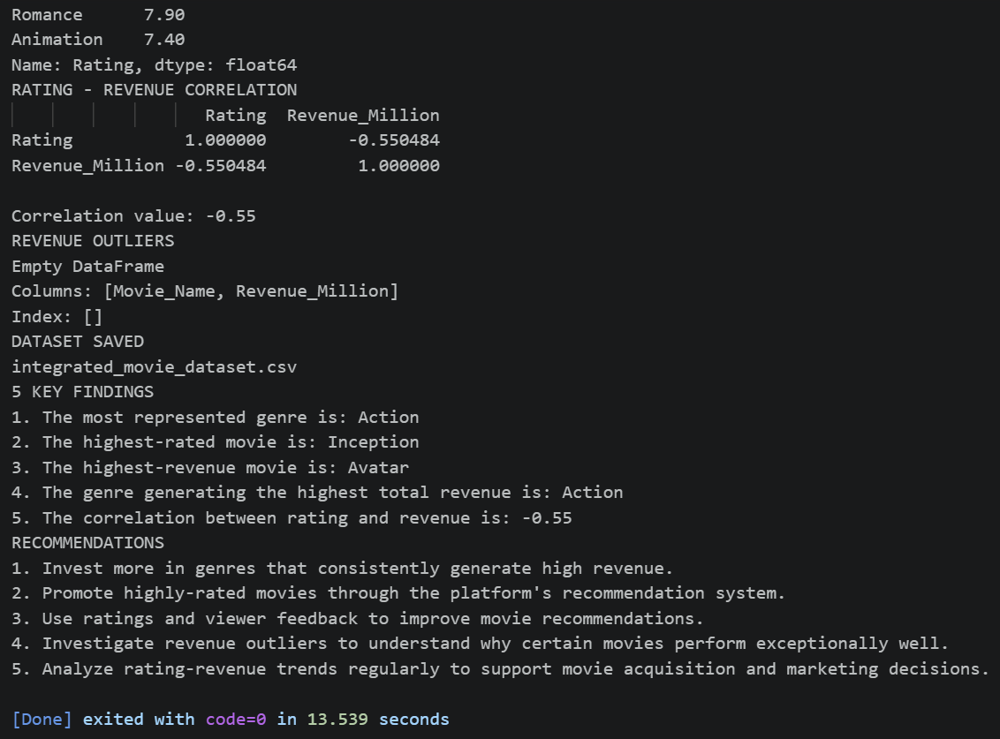 Romance      7.90
Animation    7.40
Name: Rating, dtype: float64
RATING - REVENUE CORRELATION
                   Rating  Revenue_Million
Rating           1.000000        -0.550484
Revenue_Million -0.550484         1.000000

Correlation value: -0.55
REVENUE OUTLIERS
Empty DataFrame
Columns: [Movie_Name, Revenue_Million]
Index: []
DATASET SAVED
integrated_movie_dataset.csv
5 KEY FINDINGS
1. The most represented genre is: Action
2. The highest-rated movie is: Inception
3. The highest-revenue movie is: Avatar
4. The genre generating the highest total revenue is: Action
5. The correlation between rating and revenue is: -0.55
RECOMMENDATIONS
1. Invest more in genres that consistently generate high revenue.
2. Promote highly-rated movies through the platform's recommendation system.
3. Use ratings and viewer feedback to improve movie recommendations.
4. Investigate revenue outliers to understand why certain movies perform exceptionally well.
5. Analyze rating-revenue trends regularly to support movie acquisition and marketing decisions.

[Done] exited with code=0 in 13.539 seconds